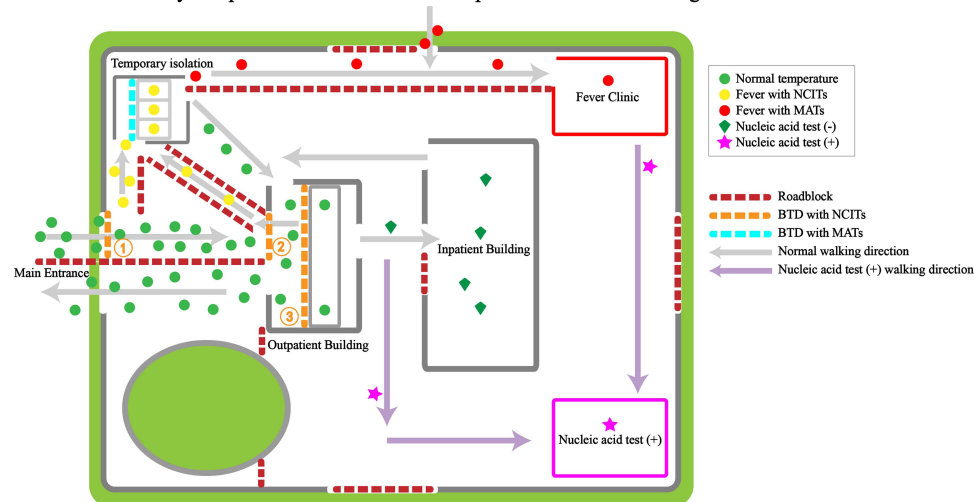 Temporary isolation
Fever Clinic
Normal temperature
Fever with NCITs
Fever with MATs
Nucleic acid test (-)
Nucleic acid test (+)
Roadblock
BTD with NCITs
BTD with MATs
Normal walking direction
Nucleic acid test (+) walking direction
1
2
Inpatient Building
Main Entrance
3
Outpatient Building
Nucleic acid test (+)